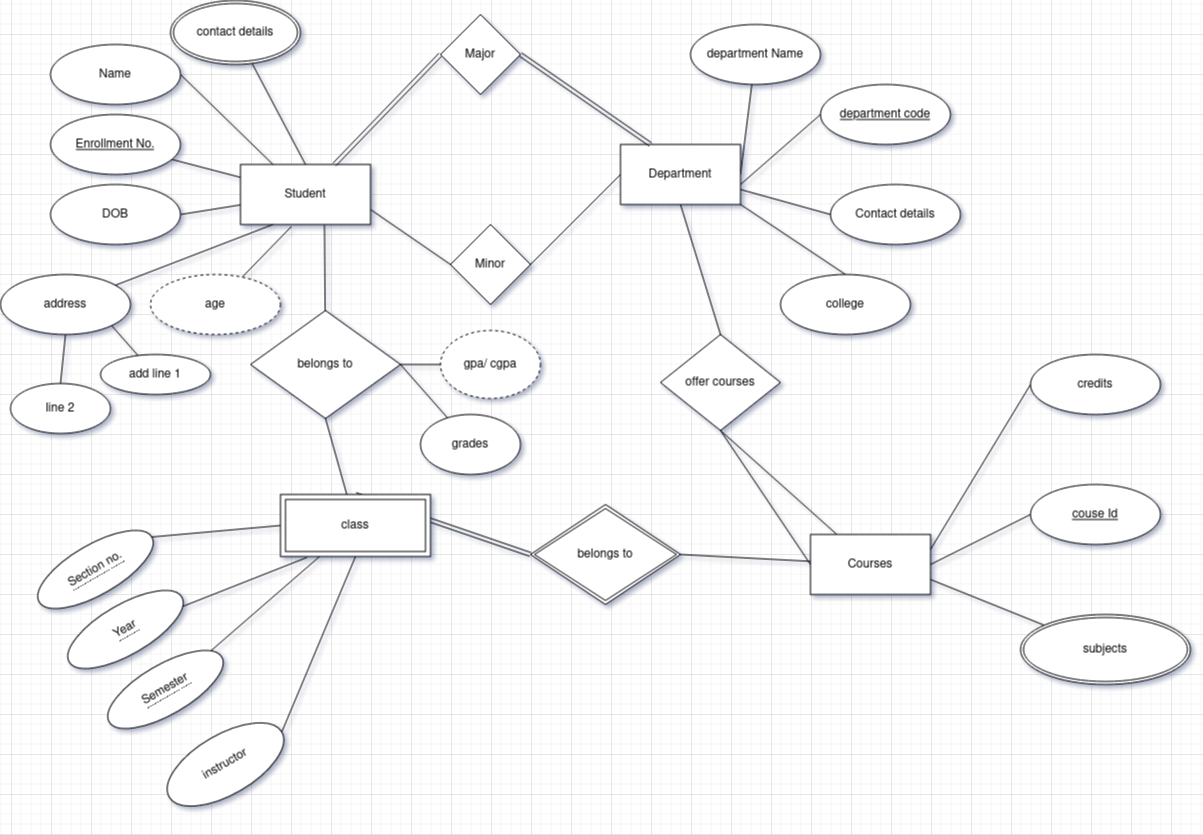 contact details
Major
department Name
Name
department code
Enrollment No.
Student
Department
DOB
Contact details
Minor
address
age
college
add line 1
belongs to
gpa/ cgpa
offer courses
credits
line 2
grades
class
couse Id
belongs to
Courses
Section no.
Year
subjects
Semester
instructor